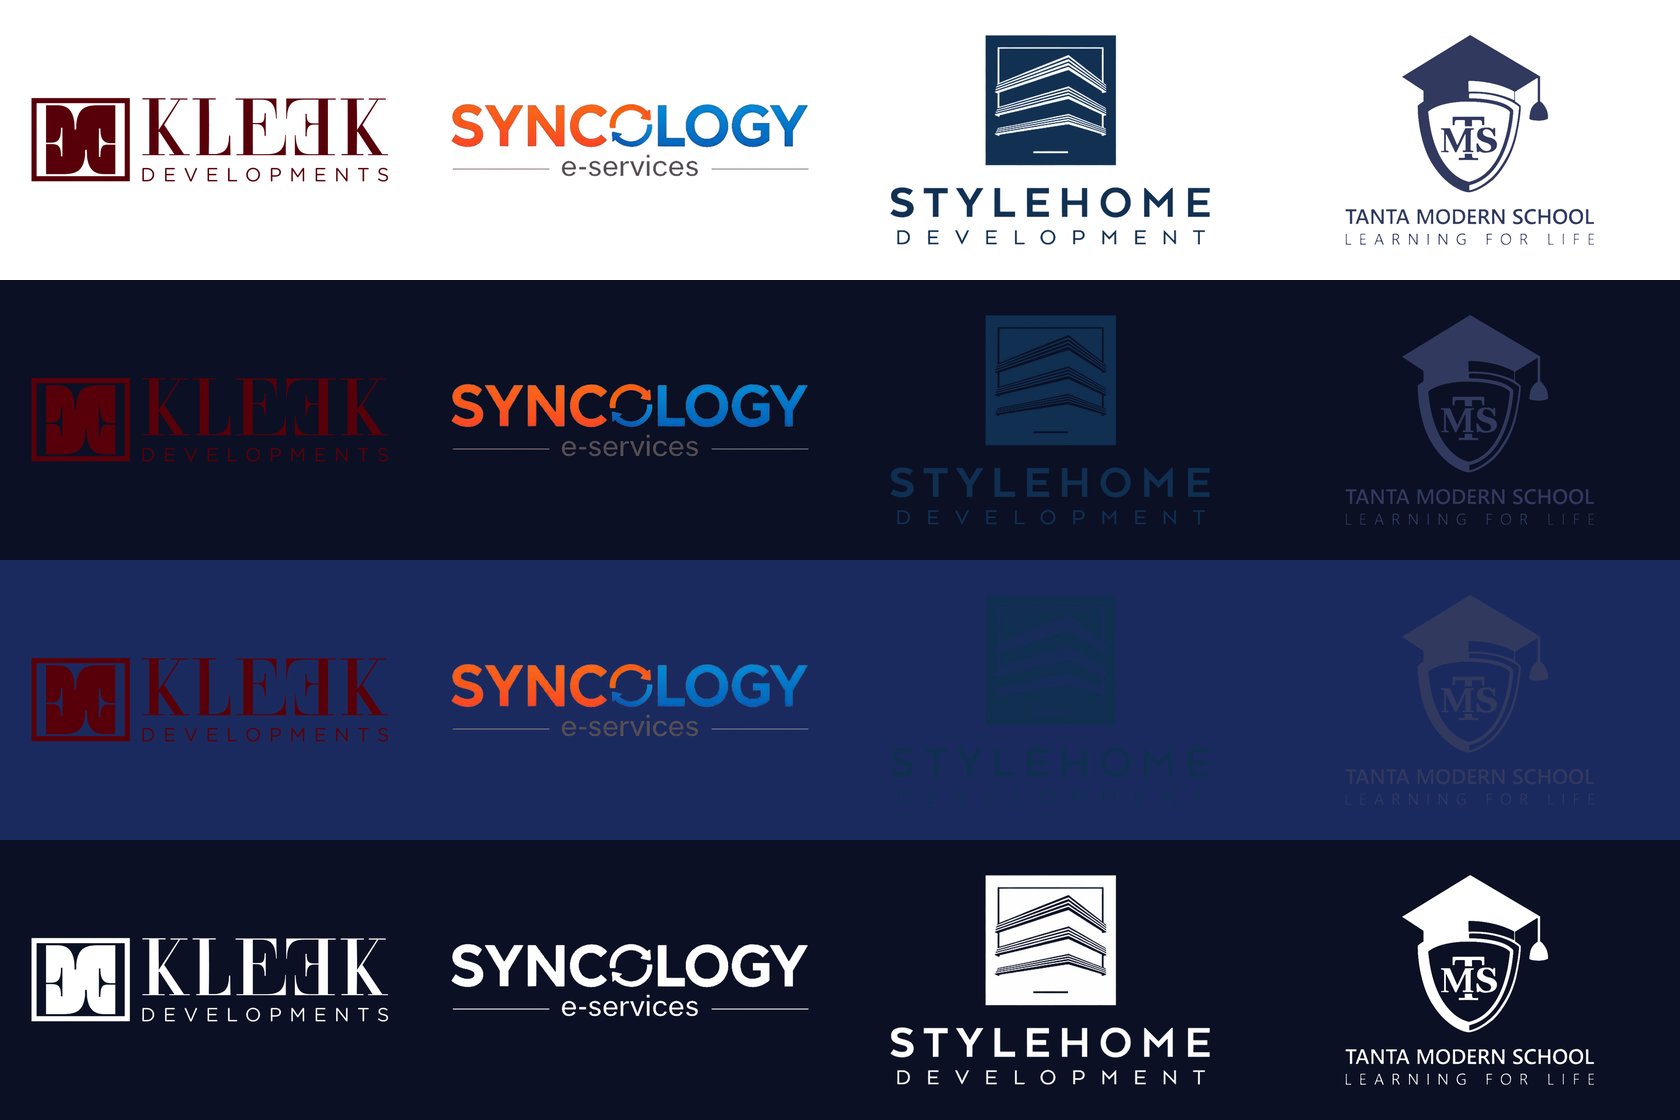 KLEEK
DEVELOPMENTS
SYNCOLOGY
e-services
STYLEHOME
DEVELOPMENT
TMS
TANTA MODERN SCHOOL
LEARNING FOR LIFE
KLEEK
DEVELOPMENTS
SYNCOLOGY
e-services
STYLEHOME
DEVELOPMENT
TMS
TANTA MODERN SCHOOL
LEARNING FOR LIFE
KLEEK
DEVELOPMENTS
SYNCOLOGY
e-services
STYLEHOME
DEVELOPMENT
TMS
TANTA MODERN SCHOOL
LEARNING FOR LIFE
KLEEK
DEVELOPMENTS
SYNCOLOGY
e-services
STYLEHOME
DEVELOPMENT
TMS
TANTA MODERN SCHOOL
LEARNING FOR LIFE